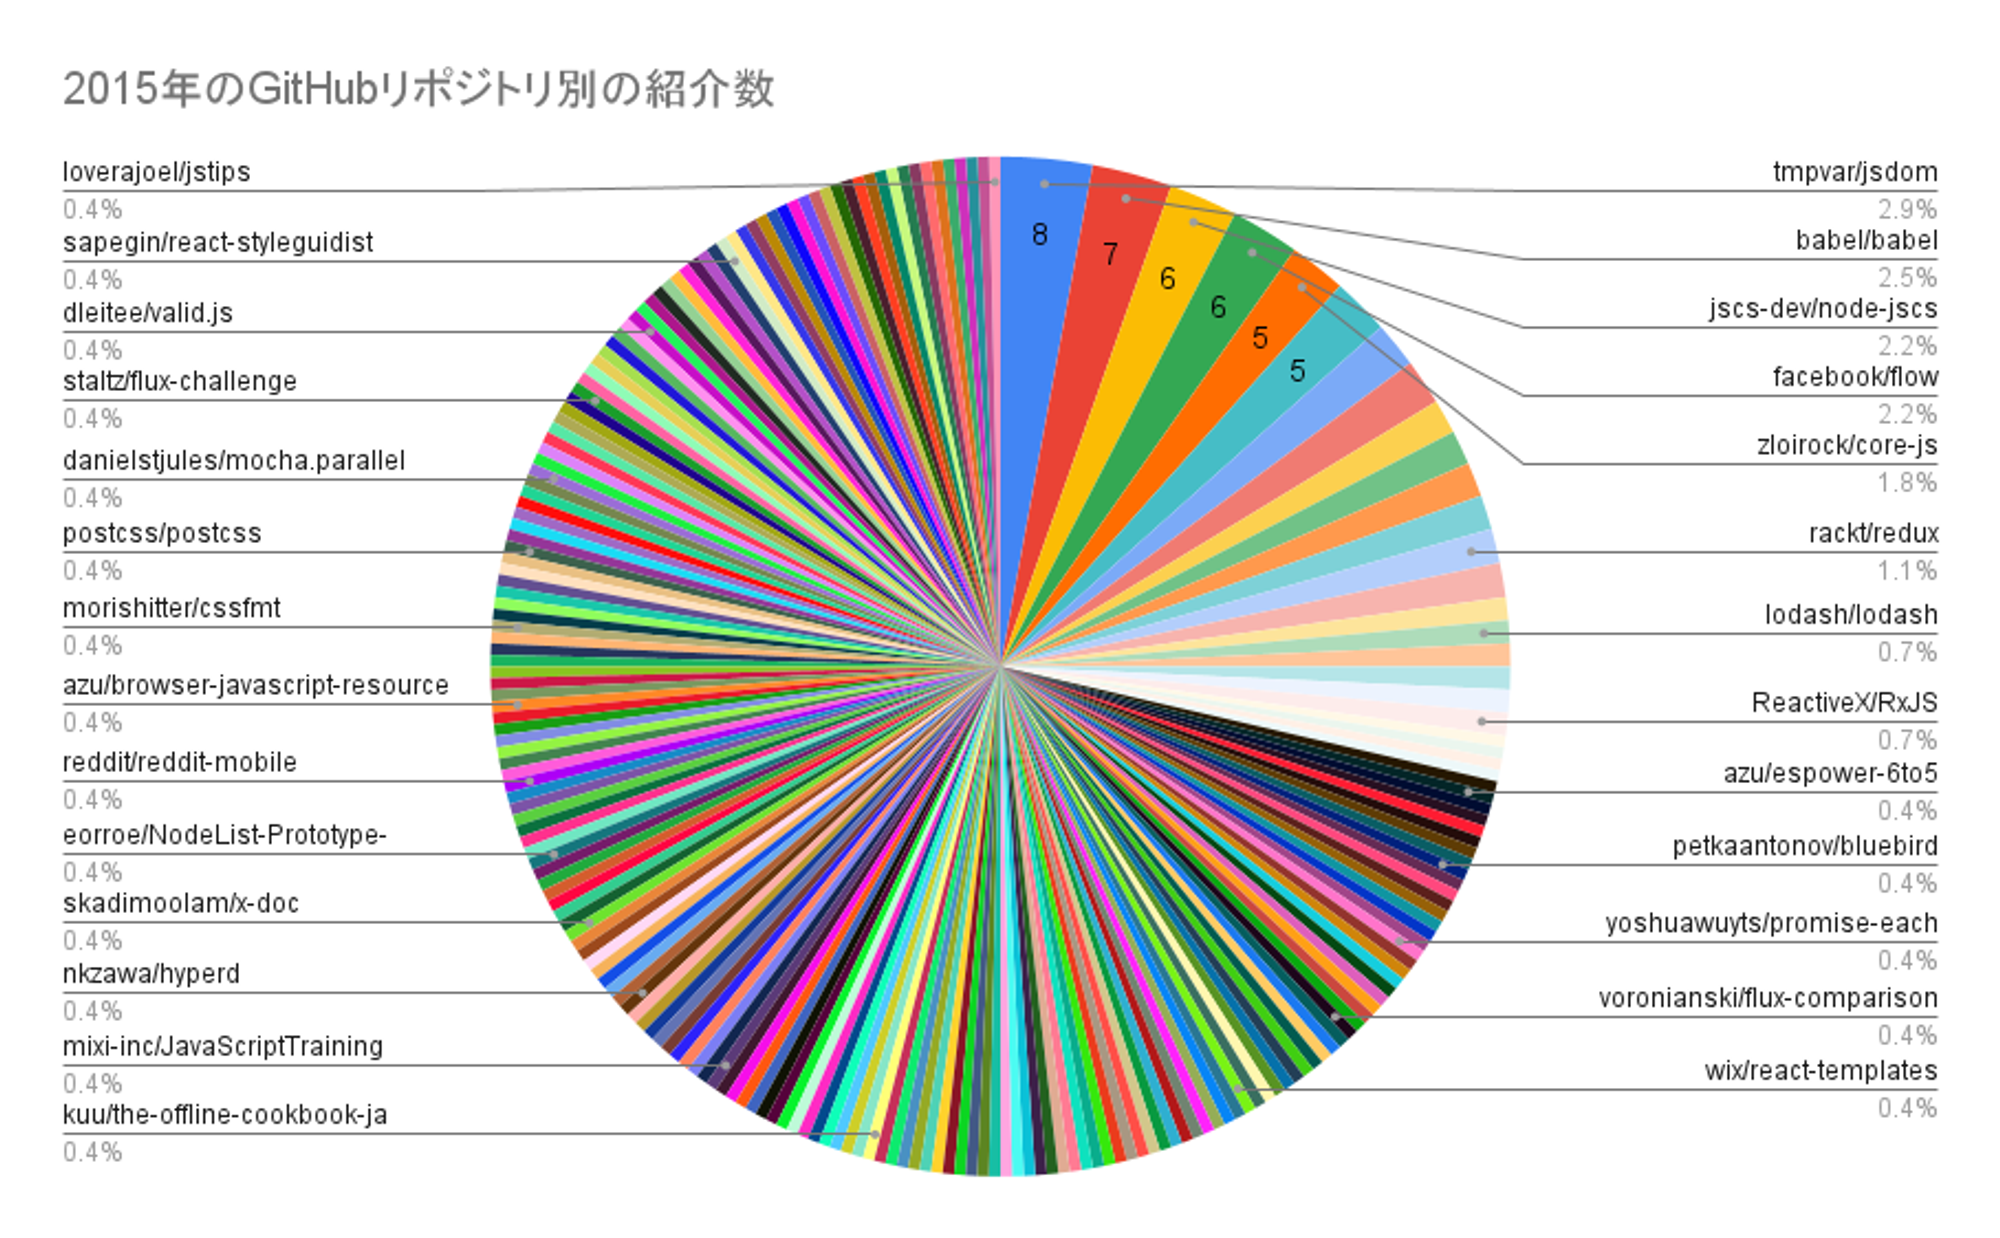 2015年のGitHubリポジトリ別の紹介数
loverajoel/jstips
0.4%
sapegin/react-styleguidist
0.4%
dleitee/valid.js
0.4%
staltz/flux-challenge
0.4%
danielstjules/mocha.parallel
0.4%
postcss/postcss
0.4%
morishitter/cssfmt
0.4%
azu/browser-javascript-resource
0.4%
reddit/reddit-mobile
0.4%
eorroe/NodeList-Prototype-
0.4%
skadimoolam/x-doc
0.4%
nkzawa/hyperd
0.4%
mixi-inc/JavaScriptTraining
0.4%
kuu/the-offline-cookbook-ja
0.4%
8
7
6
6
5
5
tmpvar/jsdom
2.9%
babel/babel
2.5%
jscs-dev/node-jscs
2.2%
facebook/flow
2.2%
zloirock/core-js
1.8%
rackt/redux
1.1%
lodash/lodash
0.7%
ReactiveX/RxJS
0.7%
azu/espower-6to5
0.4%
petkaantonov/bluebird
0.4%
yoshuawuyts/promise-each
0.4%
voronianski/flux-comparison
0.4%
wix/react-templates
0.4%